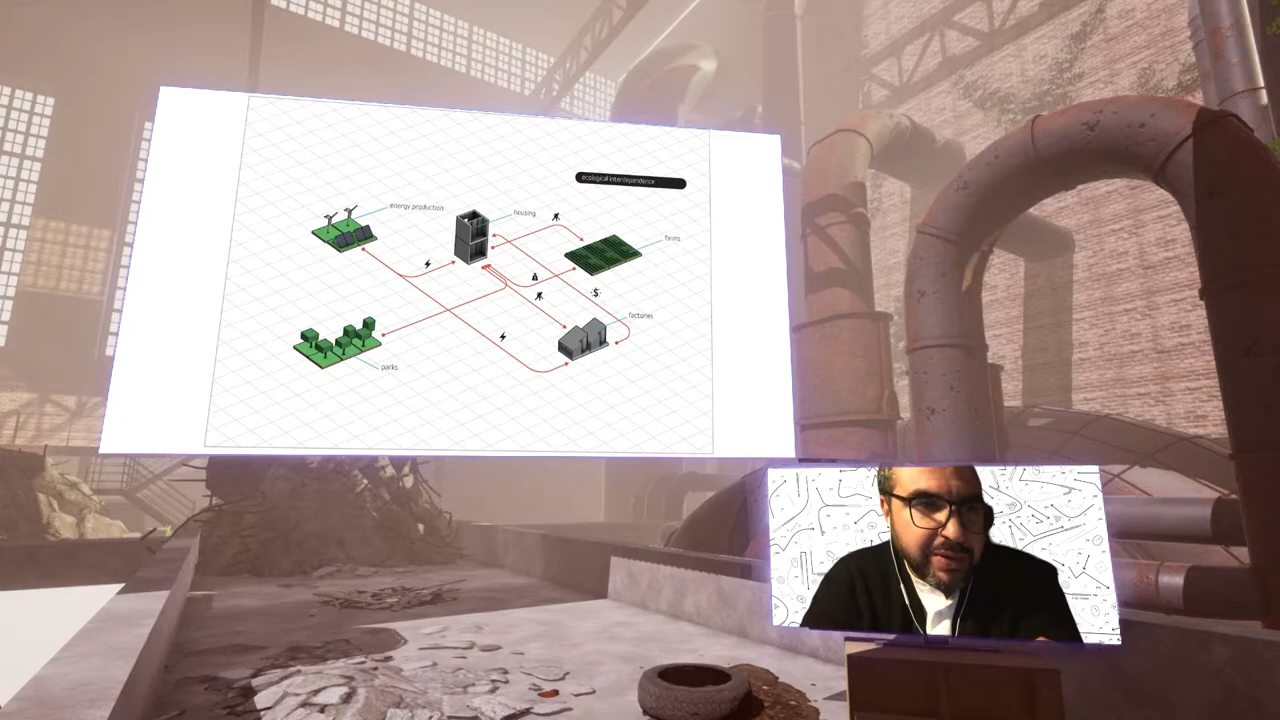 ecological interdependence
energy production
housing
farms
$
factories
parks